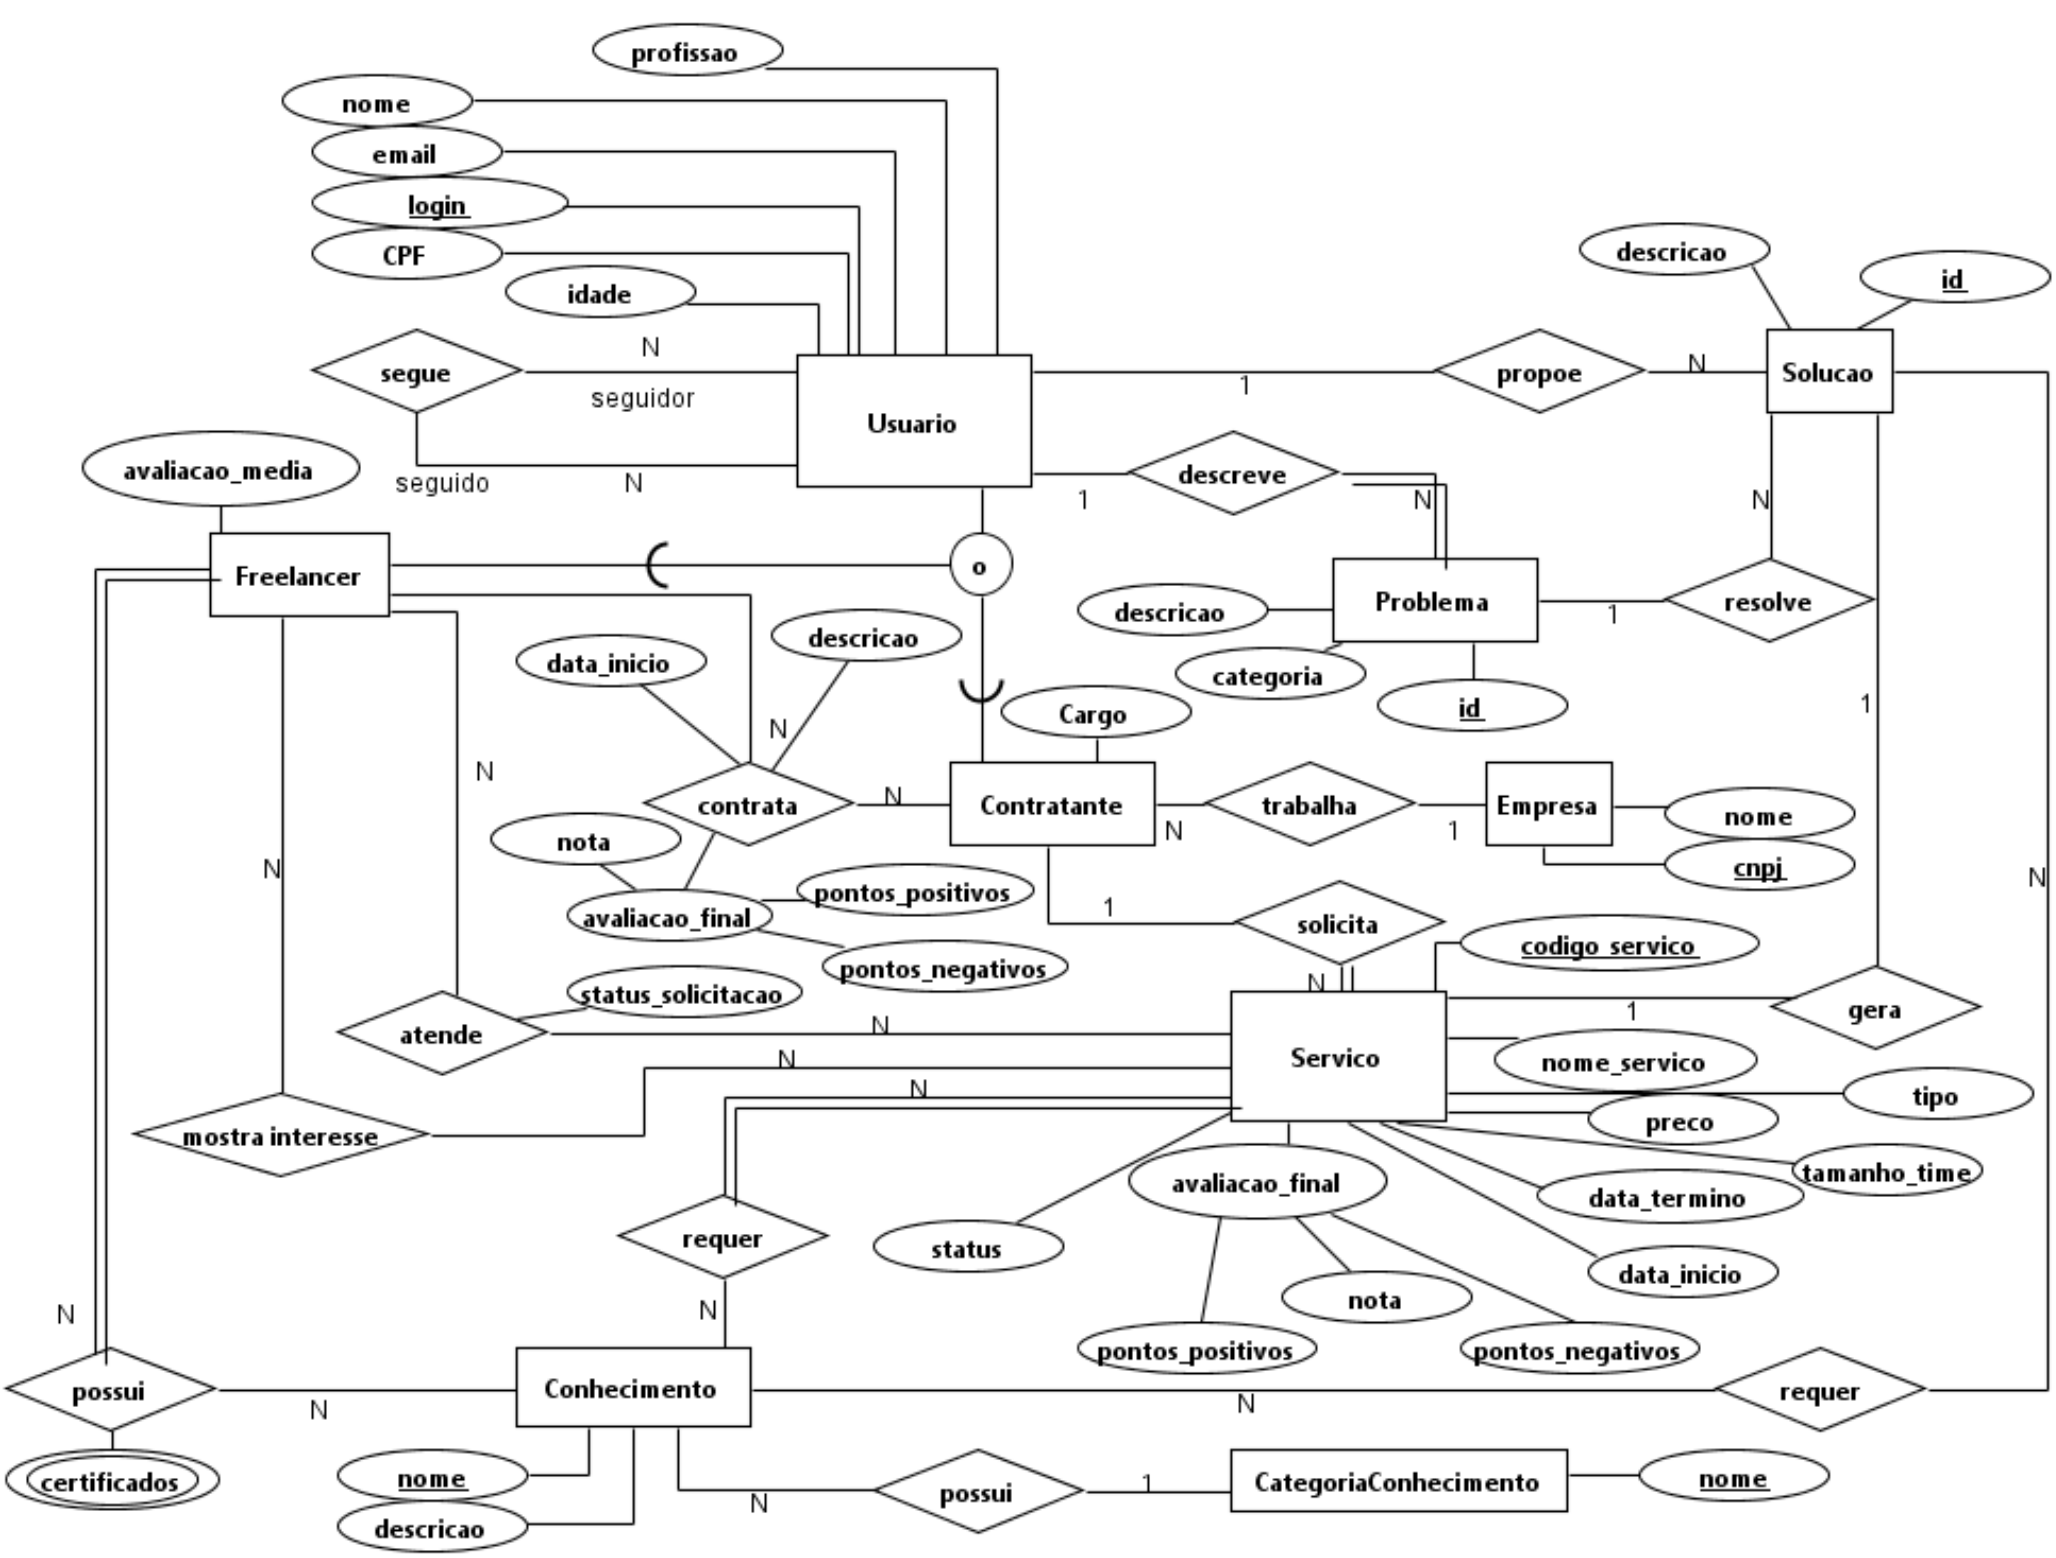 profissao
nome
email
login
CPF
idade
descricao
id
segue
N
seguidor
Usuario
1
propoe
N
Solucao
avaliacao_media
seguido
N
1
descreve
N
N
Freelancer
o
descricao
Problema
1
resolve
data_inicio
descricao
categoria
id
N
N
Cargo
1
contrata
N
Contratante
N
trabalha
1
Empresa
nome
cnpj
nota
N
pontos_positivos
avaliacao_final
pontos_negativos
1
solicita
N
codigo_servico
N
status_solicitacao
atende
N
Servico
1
gera
nome_servico
N
N
mostra interesse
tipo
preco
tamanho_time
data_termino
avaliacao_final
requer
status
data_inicio
nota
N
N
pontos_positivos
pontos_negativos
possui
N
Conhecimento
N
requer
certificados
nome
descricao
N
possui
1
CategoriaConhecimento
nome